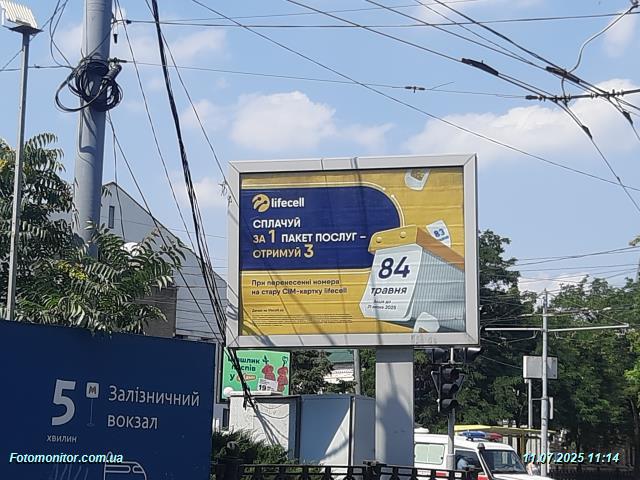 lifecell
СПЛАЧУЙ
ЗА 1 ПАКЕТ ПОСЛУГ –
ОТРИМУЙ 3
При перенесенні номера
на стару СІМ-картку lifecell
83
84
травня
5
М
Залізничний
вокзал
хвилин
Fotomonitor.com.ua
11.07.2025 11:14